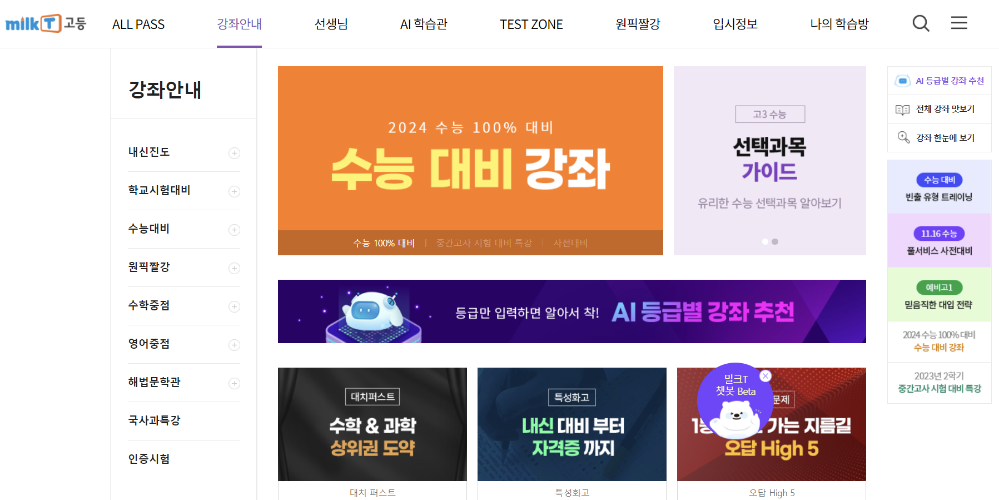 milk T 고등
ALL PASS
강좌안내
선생님
AI 학습관
TEST ZONE
원픽짤강
입시정보
나의 학습방
강좌안내
내신진도
학교시험대비
수능대비
원픽짤강
수학중점
영어중점
해법문학관
국사과특강
인증시험
2024 수능 100% 대비
수능 대비 강좌
수능 100% 대비
중간고사 시험 대비 특강
사전대비
고3 수능
선택과목
가이드
유리한 수능 선택과목 알아보기
등급만 입력하면 알아서 착! AI 등급별 강좌 추천
대치퍼스트
수학 & 과학
상위권 도약
대치 퍼스트
특성화고
내신 대비 부터
자격증 까지
특성화고
밀크T
챗봇 Beta
문제
가는 지름길
오답 High 5
오답 High 5
AI 등급별 강좌 추천
전체 강좌 맛보기
강좌 한눈에 보기
수능 대비
빈출 유형 트레이닝
11.16 수능
풀서비스 사전대비
예비고1
믿음직한 대입 전략
2024 수능 100% 대비
수능 대비 강좌
2023년 2학기
중간고사 시험 대비 특강